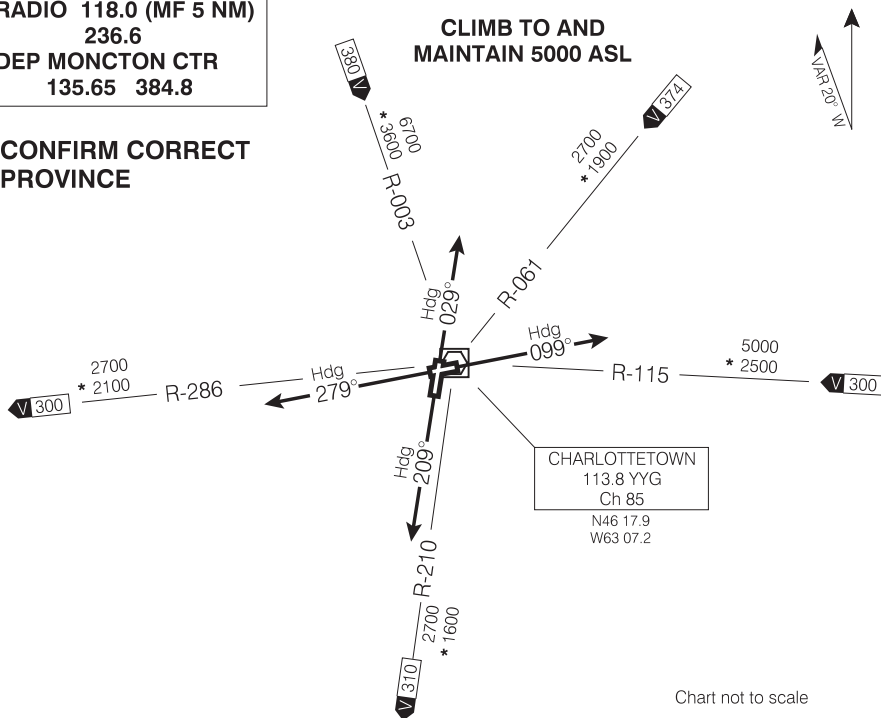 RADIO 118.0 (MF 5 NM)
236.6
DEP MONCTON CTR
135.65 384.8
CLIMB TO AND
MAINTAIN 5000 ASL
CONFIRM CORRECT
PROVINCE
VAR 20° W
380 V
6700
* 3600
R-003
V 374
2700
* 1900
R-061
Hdg
029°
Hdg
099°
5000
* 2500
R-115
V 300
2700
* 2100
R-286
V 300
Hdg
279°
Hdg
209°
R-210
2700
* 1600
V 310
CHARLOTTETOWN
113.8 YYG
Ch 85
N46 17.9
W63 07.2
Chart not to scale